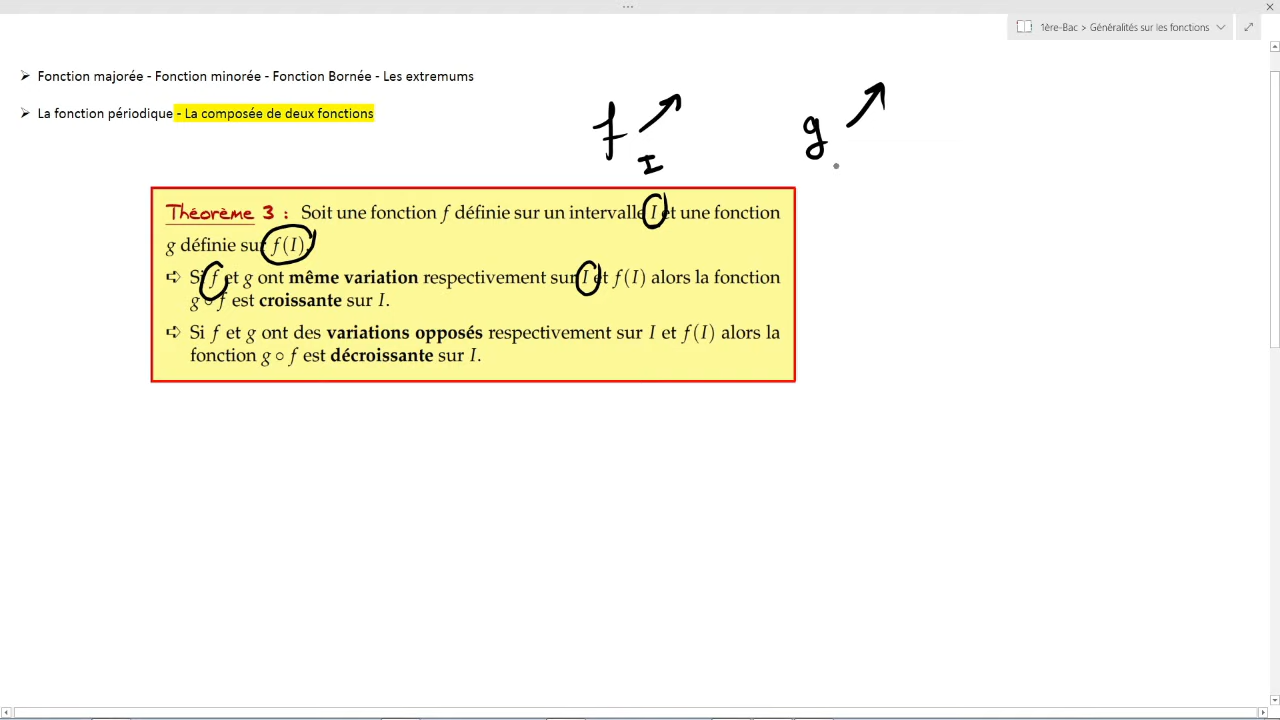 1ère-Bac > Généralités sur les fonctions
➢ Fonction majorée - Fonction minorée - Fonction Bornée - Les extremums
➢ La fonction périodique - La composée de deux fonctions
f ↗ I
g ↗
Théorème 3 : Soit une fonction f définie sur un intervalle I et une fonction
g définie sur f(I).
➪ Si f et g ont même variation respectivement sur I et f(I) alors la fonction
g ∘ f est croissante sur I.
➪ Si f et g ont des variations opposés respectivement sur I et f(I) alors la
fonction g ∘ f est décroissante sur I.